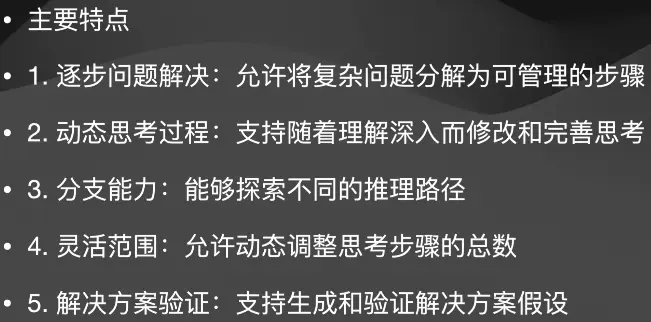 • 主要特点
• 1. 逐步问题解决：允许将复杂问题分解为可管理的步骤
• 2. 动态思考过程：支持随着理解深入而修改和完善思考
• 3. 分支能力：能够探索不同的推理路径
• 4. 灵活范围：允许动态调整思考步骤的总数
• 5. 解决方案验证：支持生成和验证解决方案假设